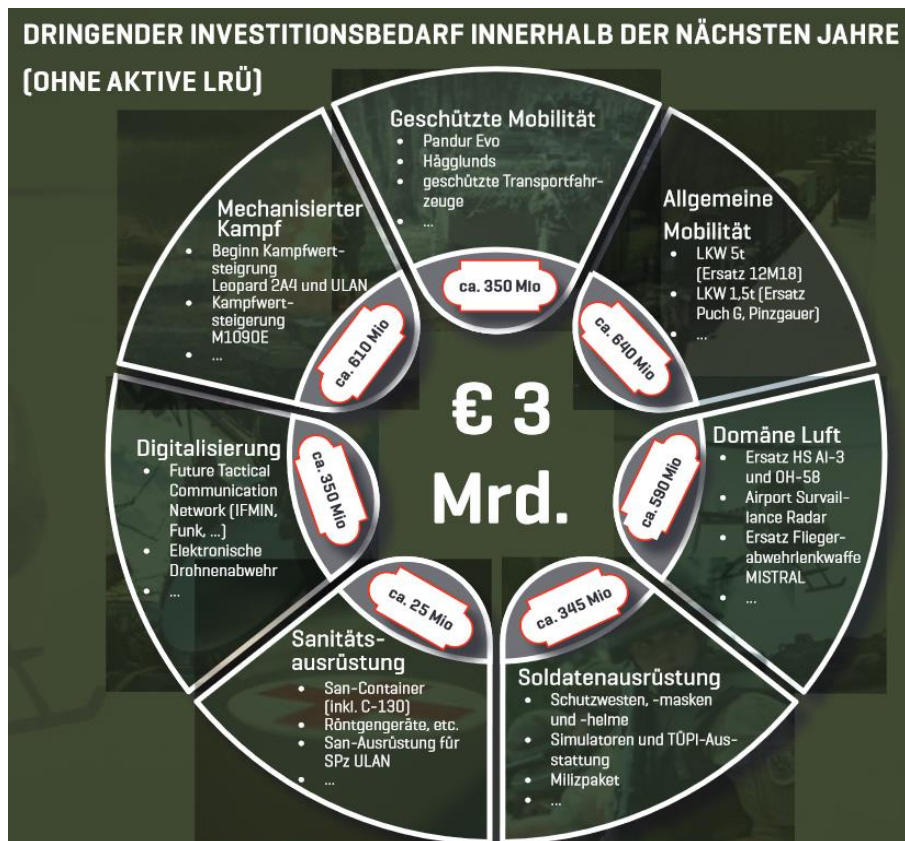 DRINGENDER INVESTITIONSBEDARF INNERHALB DER NÄCHSTEN JAHRE
(OHNE AKTIVE LRÜ)
Geschützte Mobilität
• Pandur Evo
• Hågglunds
• geschützte Transportfahr-
zeuge
• ...
ca. 350 Mio
Allgemeine
Mobilität
• LKW 5t
(Ersatz 12M18)
• LKW 1,5t (Ersatz
Puch G, Pinzgauer)
• ...
ca. 640 Mio
Domäne Luft
• Ersatz HS Al-3
und OH-58
• Airport Survail-
lance Radar
• Ersatz Flieger-
abwehrlenkwaffe
MISTRAL
• ...
ca. 590 Mio
Soldatenausrüstung
• Schutzwesten, -masken
und -helme
• Simulatoren und TÜPl-Aus-
stattung
• Milizpaket
• ...
ca. 345 Mio
Sanitäts-
ausrüstung
• San-Container
(inkl. C-130)
• Röntgengeräte, etc.
• San-Ausrüstung für
SPz ULAN
• ...
ca. 25 Mio
Digitalisierung
• Future Tactical
Communication
Network (IFMIN,
Funk, ...)
• Elektronische
Drohnenabwehr
• ...
ca. 350 Mio
Mechanisierter
Kampf
• Beginn Kampfwert-
steigrung
Leopard 2A4 und ULAN
• Kampfwert-
steigerung
M1090E
• ...
ca. 610 Mio
€ 3
Mrd.